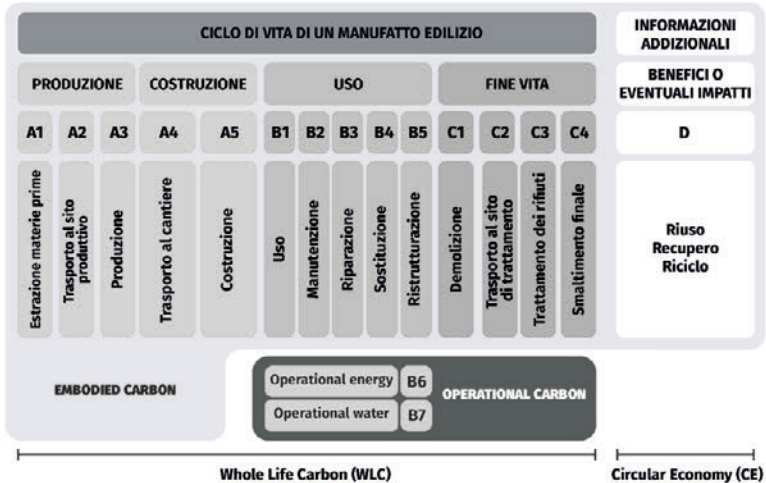 CICLO DI VITA DI UN MANUFATTO EDILIZIO
INFORMAZIONI
ADDIZIONALI
PRODUZIONE
COSTRUZIONE
USO
FINE VITA
BENEFICI O
EVENTUALI IMPATTI
A1
A2
A3
A4
A5
B1
B2
B3
B4
B5
C1
C2
C3
C4
D
Estrazione materie prime
Trasporto al sito
produttivo
Produzione
Trasporto al cantiere
Costruzione
Uso
Manutenzione
Riparazione
Sostituzione
Ristrutturazione
Demolizione
Trasporto al sito
di trattamento
Trattamento dei rifiuti
Smaltimento finale
Riuso
Recupero
Riciclo
EMBODIED CARBON
Operational energy
B6
Operational water
B7
OPERATIONAL CARBON
Whole Life Carbon (WLC)
Circular Economy (CE)